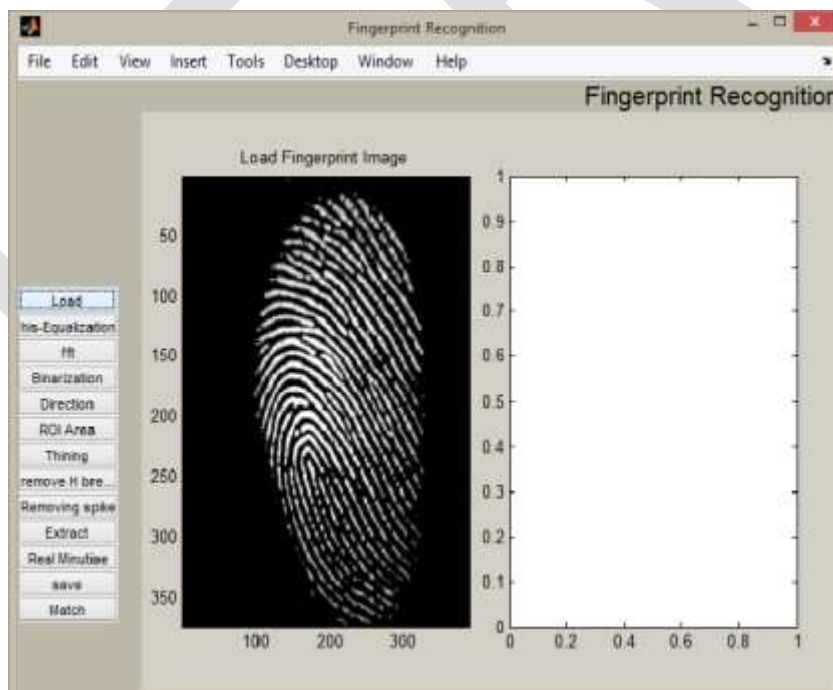 Fingerprint Recognition
File Edit View Insert Tools Desktop Window Help
Fingerprint Recognition
Load Fingerprint Image
50
100
150
200
250
300
350
100 200 300
1
0.9
0.8
0.7
0.6
0.5
0.4
0.3
0.2
0.1
0
0 0.2 0.4 0.6 0.8 1
Load
his-Equalization
fft
Binarization
Direction
ROI Area
Thining
remove H bre...
Removing spike
Extract
Real Minutiae
save
Match